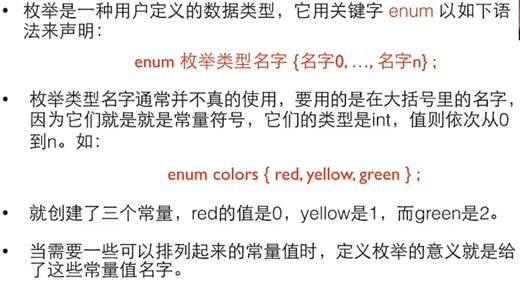 • 枚举是一种用户定义的数据类型，它用关键字 enum 以如下语
法来声明：
enum 枚举类型名字 {名字0, …, 名字n} ;
• 枚举类型名字通常并不真的使用，要用的是在大括号里的名字，
因为它们就是就是常量符号，它们的类型是int，值则依次从0
到n。如：
enum colors { red, yellow, green } ;
• 就创建了三个常量，red的值是0，yellow是1，而green是2。
• 当需要一些可以排列起来的常量值时，定义枚举的意义就是给
了这些常量值名字。